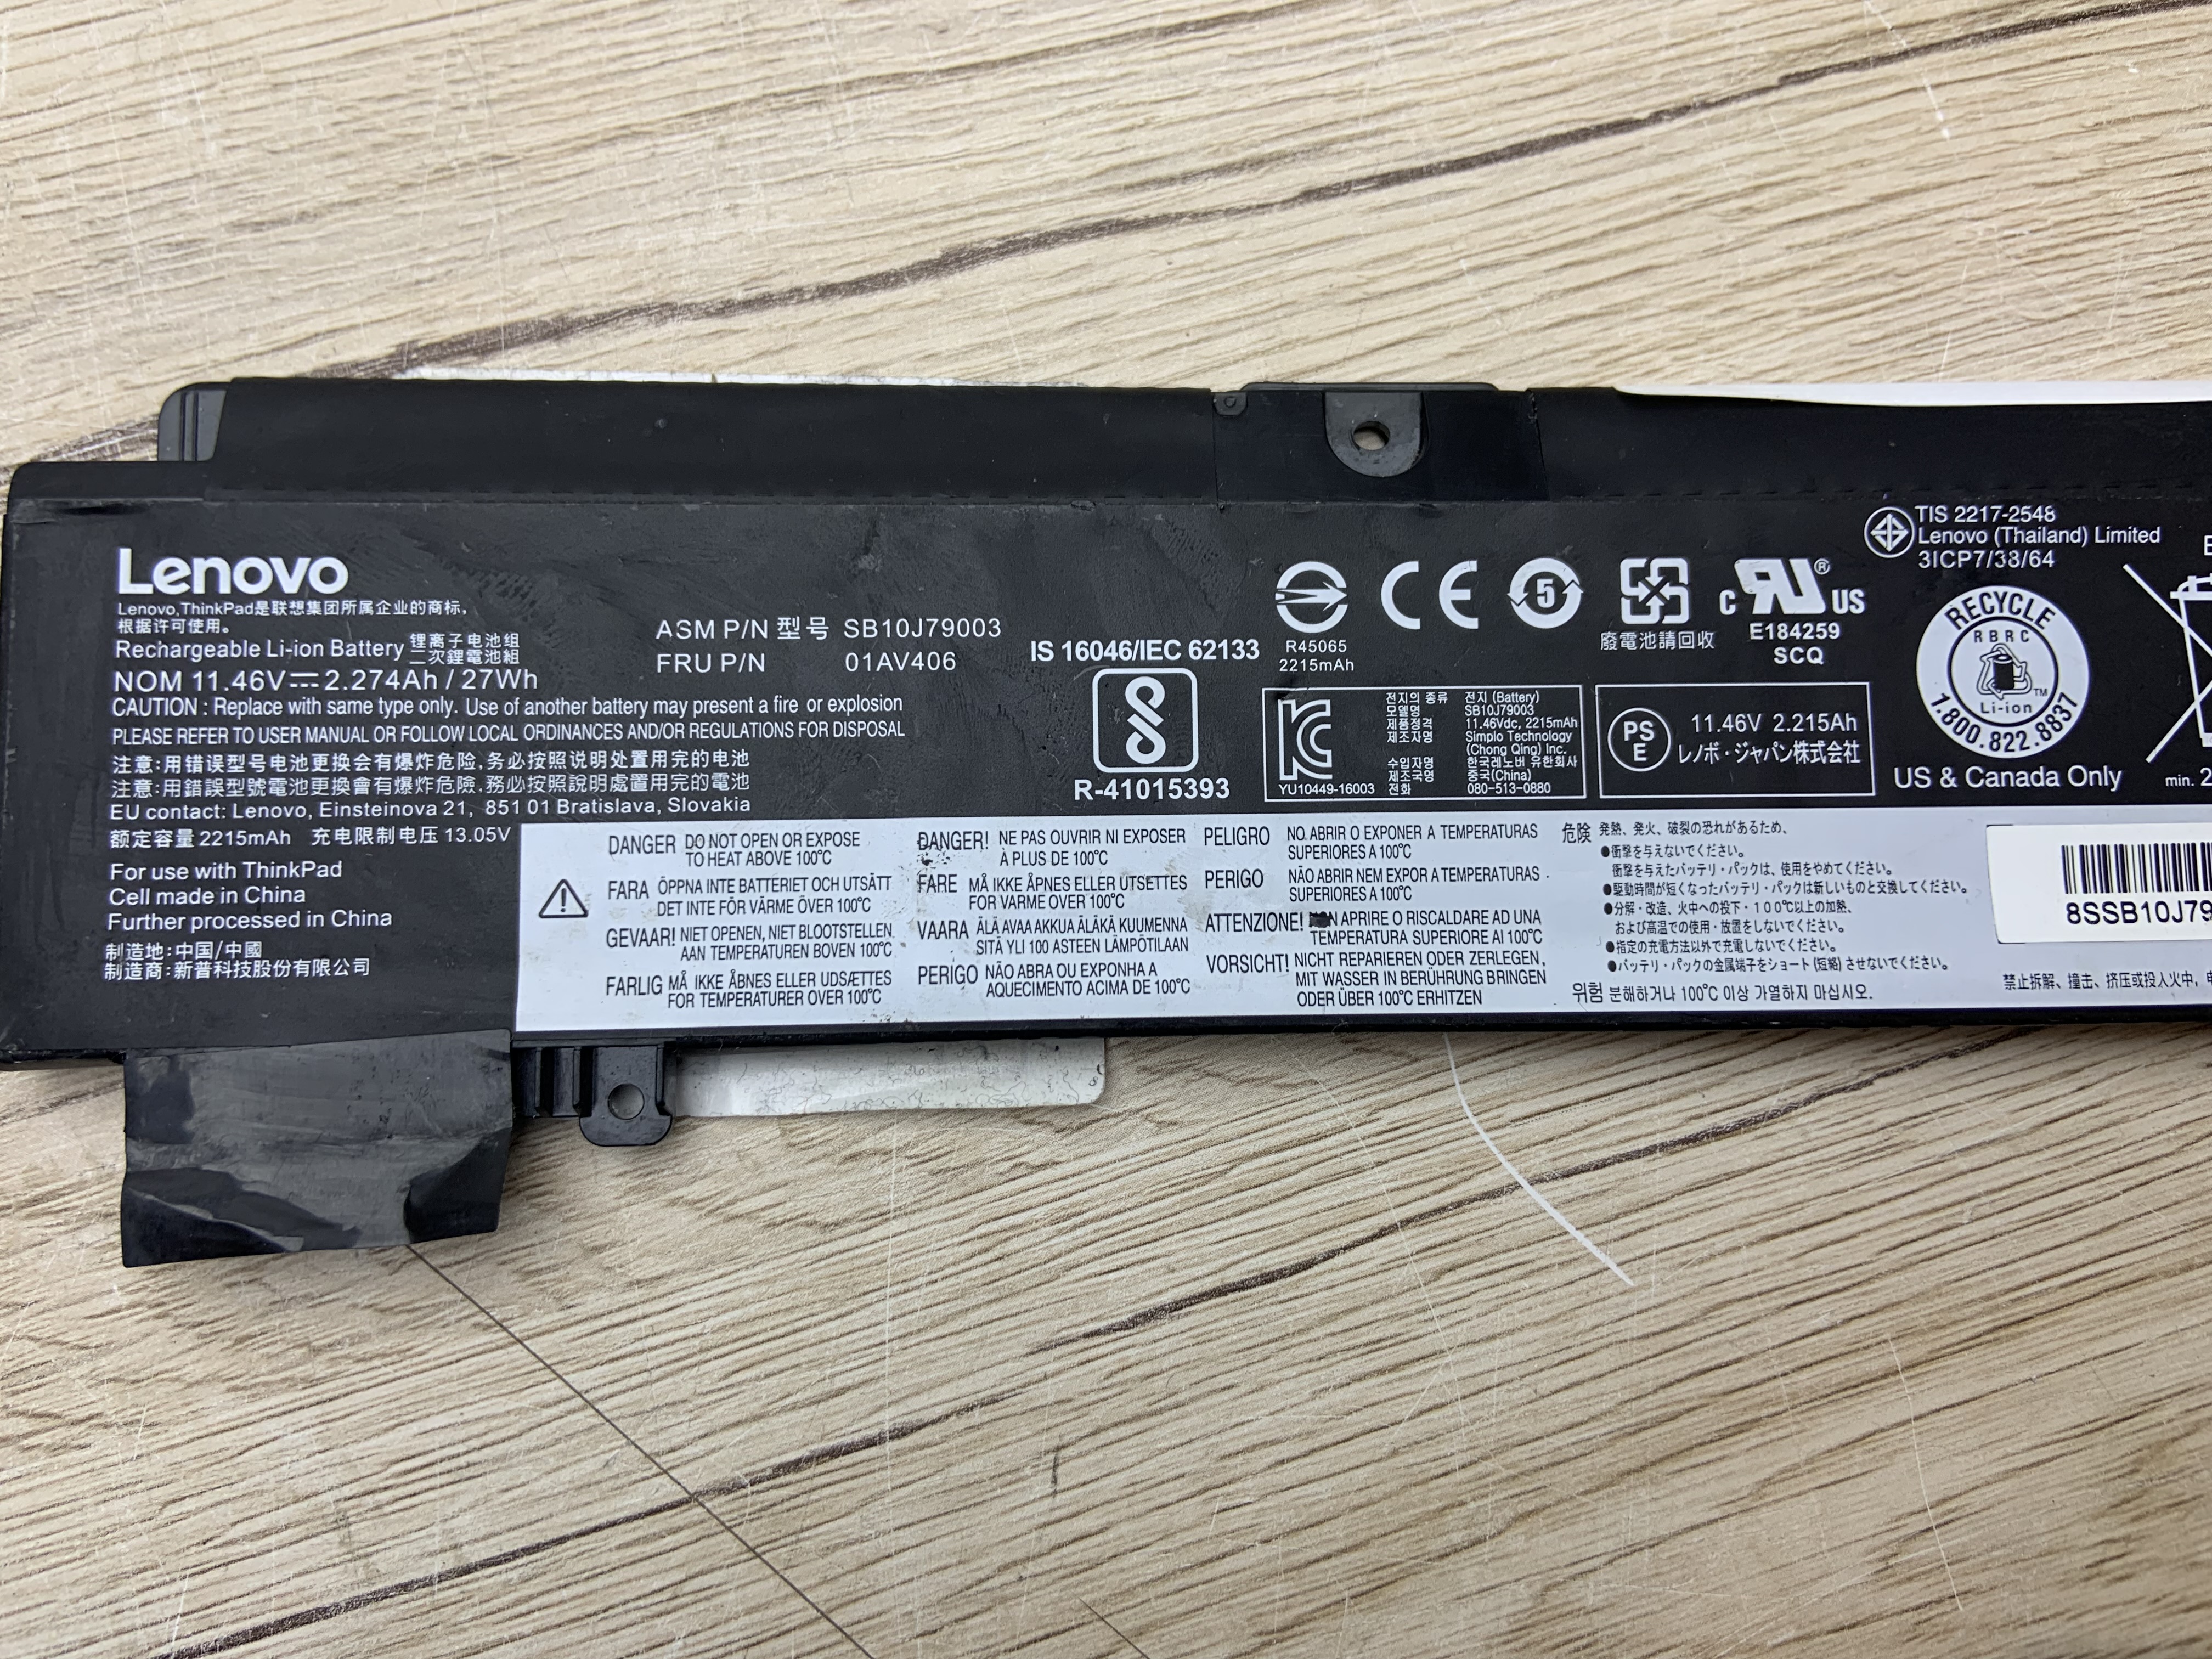 Lenovo
Lenovo,ThinkPad是联想集团所属企业的商标,
根据许可使用。
Rechargeable Li-ion Battery 锂离子电池组
二次鋰電池組
NOM 11.46V⎓2.274Ah / 27Wh
CAUTION : Replace with same type only. Use of another battery may present a fire or explosion
PLEASE REFER TO USER MANUAL OR FOLLOW LOCAL ORDINANCES AND/OR REGULATIONS FOR DISPOSAL
注意:用错误型号电池更换会有爆炸危险,务必按照说明处置用完的电池
注意:用錯誤型號電池更換會有爆炸危險,務必按照說明處置用完的電池
EU contact: Lenovo, Einsteinova 21, 851 01 Bratislava, Slovakia
额定容量 2215mAh 充电限制电压 13.05V
For use with ThinkPad
Cell made in China
Further processed in China
制造地:中国/中國
制造商:新普科技股份有限公司
ASM P/N 型号 SB10J79003
FRU P/N 01AV406
IS 16046/IEC 62133
R-41015393
R45065
2215mAh
CE
5
廢電池請回收
C RU ® US
E184259
SCQ
TIS 2217-2548
Lenovo (Thailand) Limited
3ICP7/38/64
YU10449-16003
전지의 종류 전지 (Battery)
모델명 SB10J79003
제품정격 11.46Vdc, 2215mAh
제조자명 Simplo Technology
(Chong Qing) Inc.
수입자명 한국레노버 유한회사
제조국명 중국(China)
전화 080-513-0880
PS
E
11.46V 2.215Ah
レノボ・ジャパン株式会社
RECYCLE
RBRC
TM
Li-ion
1.800.822.8837
US & Canada Only
min. 2
DANGER DO NOT OPEN OR EXPOSE
TO HEAT ABOVE 100°C
FARA ÖPPNA INTE BATTERIET OCH UTSÄTT
DET INTE FÖR VÄRME ÖVER 100°C
GEVAAR! NIET OPENEN, NIET BLOOTSTELLEN
AAN TEMPERATUREN BOVEN 100°C
FARLIG MÅ IKKE ÅBNES ELLER UDSÆTTES
FOR TEMPERATURER OVER 100°C
DANGER! NE PAS OUVRIR NI EXPOSER
À PLUS DE 100°C
FARE MÅ IKKE ÅPNES ELLER UTSETTES
FOR VARME OVER 100°C
VAARA ÄLÄ AVAA AKKUA ÄLÄKÄ KUUMENNA
SITÄ YLI 100 ASTEEN LÄMPÖTILAAN
PERIGO NÃO ABRA OU EXPONHA A
AQUECIMENTO ACIMA DE 100°C
PELIGRO NO ABRIR O EXPONER A TEMPERATURAS
SUPERIORES A 100°C
PERIGO NÃO ABRIR NEM EXPOR A TEMPERATURAS
SUPERIORES A 100°C
ATTENZIONE! NON APRIRE O RISCALDARE AD UNA
TEMPERATURA SUPERIORE AI 100°C
VORSICHT! NICHT REPARIEREN ODER ZERLEGEN,
MIT WASSER IN BERÜHRUNG BRINGEN
ODER ÜBER 100°C ERHITZEN
危険 発熱、発火、破裂の恐れがあるため、
●衝撃を与えないでください。
衝撃を与えたバッテリ・パックは、使用をやめてください。
●駆動時間が短くなったバッテリ・パックは新しいものと交換してください。
●分解・改造、火中への投下・100℃以上の加熱、
および高温での使用・放置をしないでください。
●指定の充電方法以外で充電しないでください。
●バッテリ・パックの金属端子をショート(短絡)させないでください。
위험 분해하거나 100°C 이상 가열하지 마십시오.
8SSB10J79
禁止拆解、撞击、挤压或投入火中,